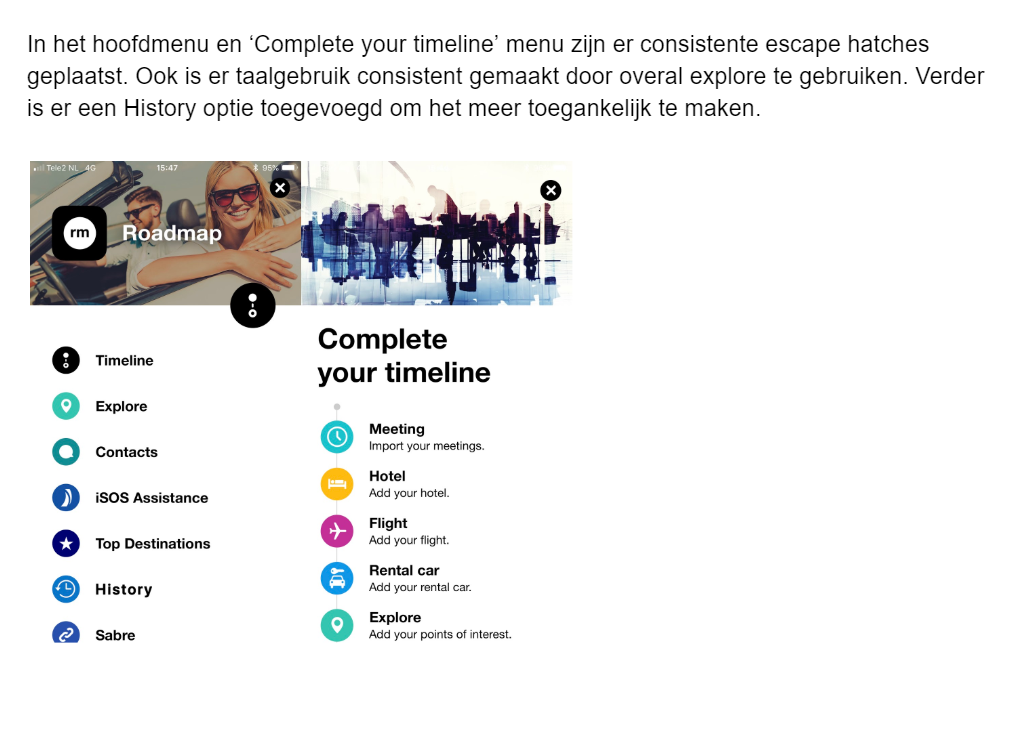 In het hoofdmenu en ‘Complete your timeline’ menu zijn er consistente escape hatches
geplaatst. Ook is er taalgebruik consistent gemaakt door overal explore te gebruiken. Verder
is er een History optie toegevoegd om het meer toegankelijk te maken.
Tele2 NL 4G 15:47 95%
rm Roadmap
Timeline
Explore
Contacts
iSOS Assistance
Top Destinations
History
Sabre
Complete
your timeline
Meeting
Import your meetings.
Hotel
Add your hotel.
Flight
Add your flight.
Rental car
Add your rental car.
Explore
Add your points of interest.